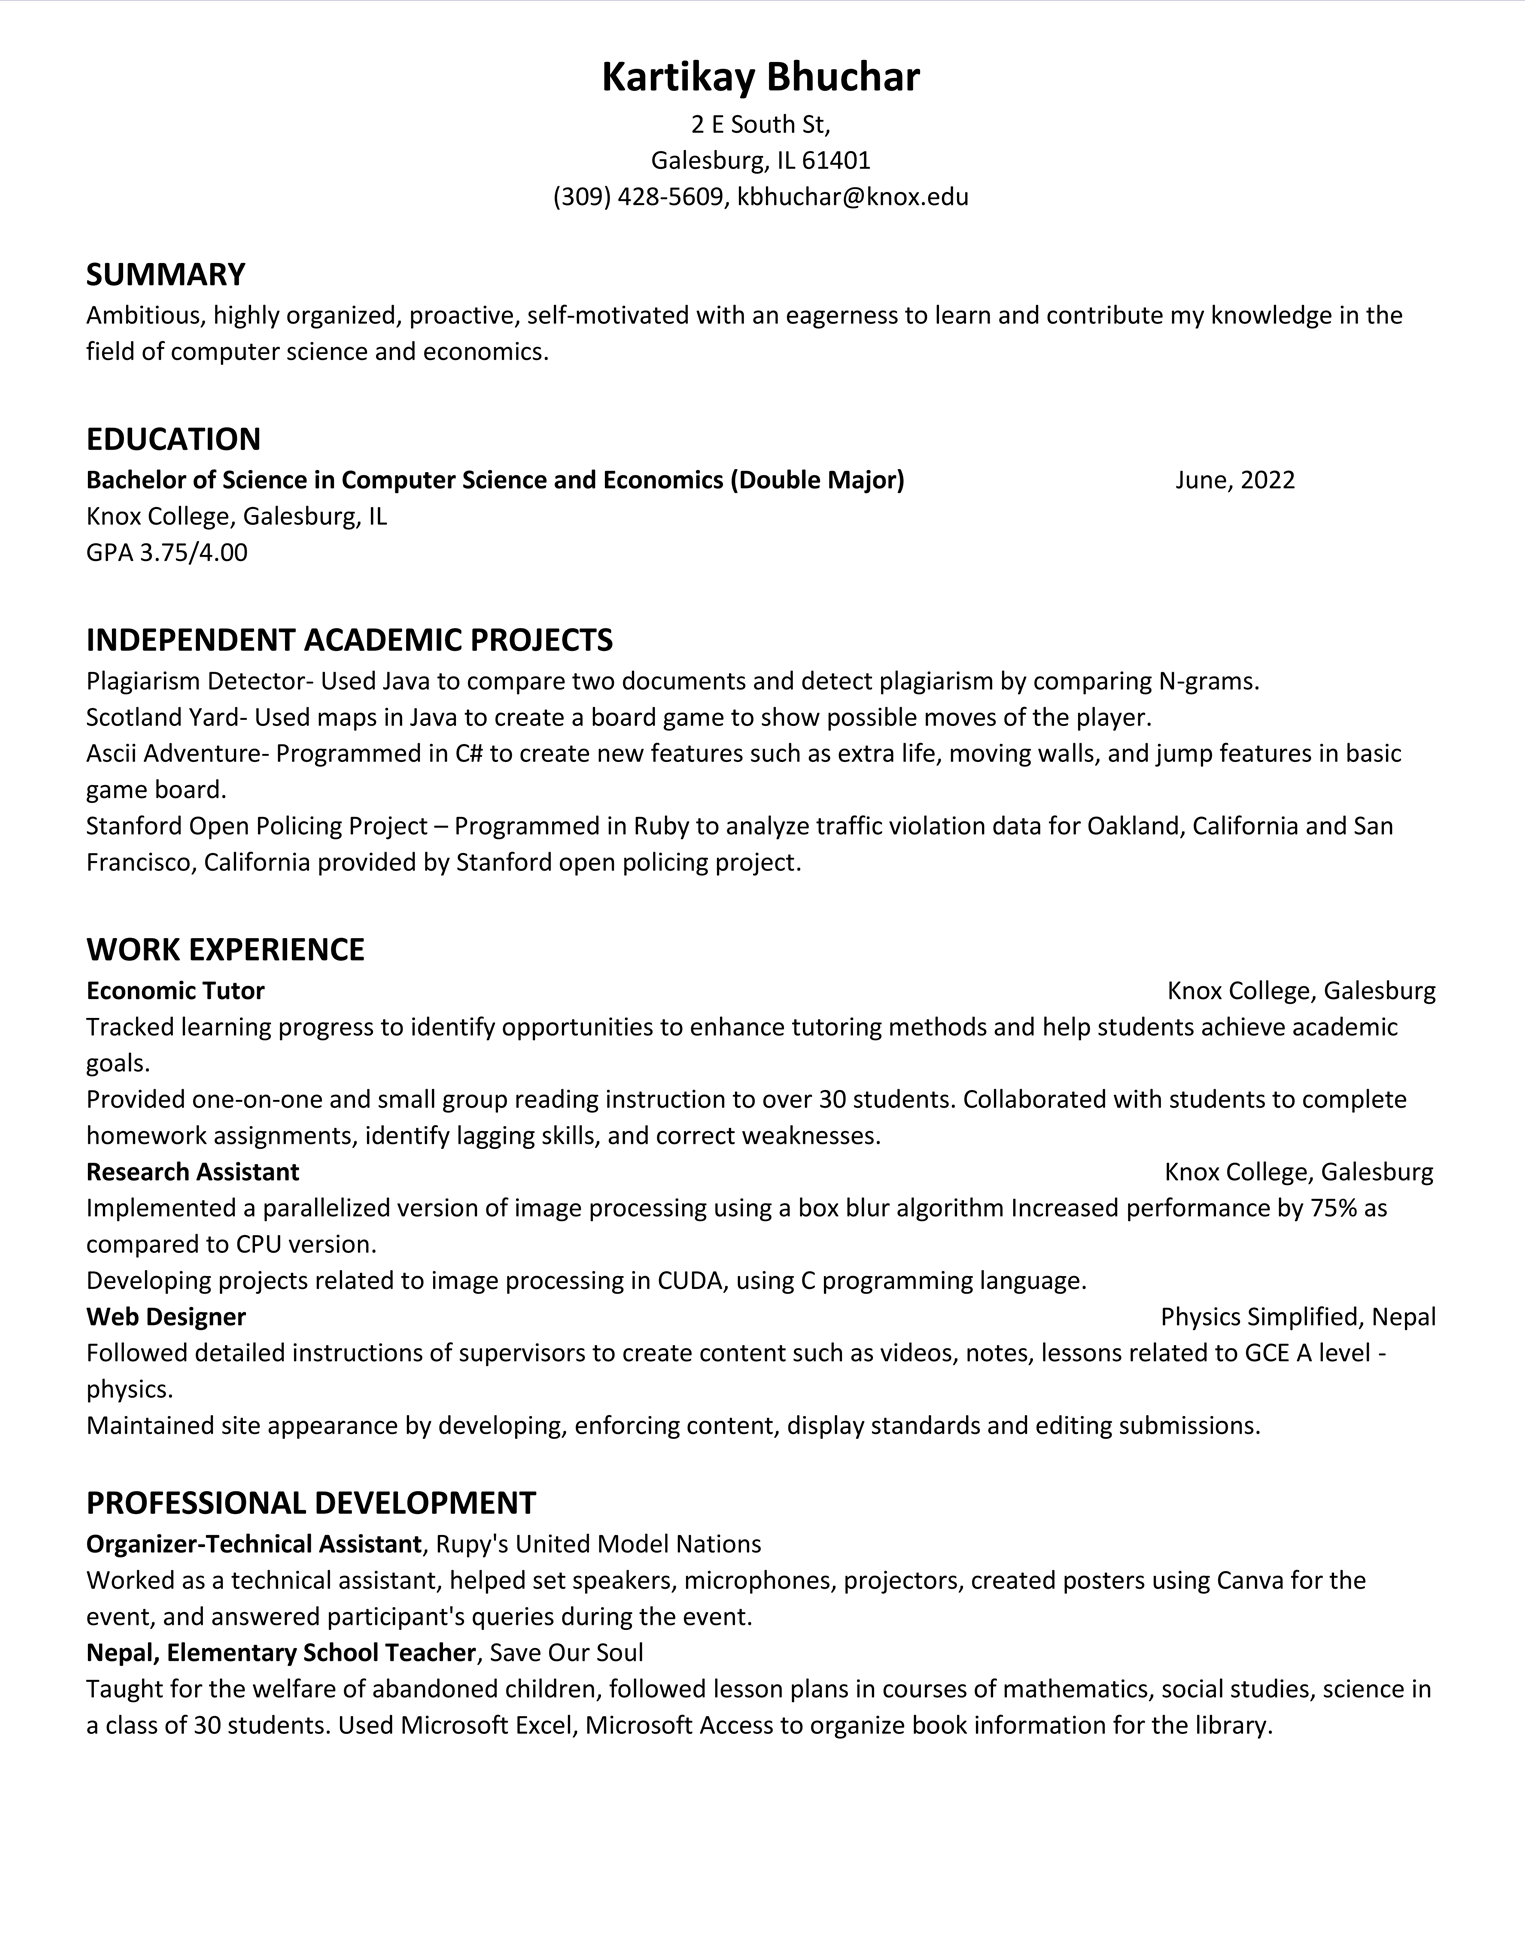 Kartikay Bhuchar
2 E South St,
Galesburg, IL 61401
(309) 428-5609, kbhuchar@knox.edu
SUMMARY
Ambitious, highly organized, proactive, self-motivated with an eagerness to learn and contribute my knowledge in the
field of computer science and economics.
EDUCATION
Bachelor of Science in Computer Science and Economics (Double Major) June, 2022
Knox College, Galesburg, IL
GPA 3.75/4.00
INDEPENDENT ACADEMIC PROJECTS
Plagiarism Detector- Used Java to compare two documents and detect plagiarism by comparing N-grams.
Scotland Yard- Used maps in Java to create a board game to show possible moves of the player.
Ascii Adventure- Programmed in C# to create new features such as extra life, moving walls, and jump features in basic
game board.
Stanford Open Policing Project – Programmed in Ruby to analyze traffic violation data for Oakland, California and San
Francisco, California provided by Stanford open policing project.
WORK EXPERIENCE
Economic Tutor Knox College, Galesburg
Tracked learning progress to identify opportunities to enhance tutoring methods and help students achieve academic
goals.
Provided one-on-one and small group reading instruction to over 30 students. Collaborated with students to complete
homework assignments, identify lagging skills, and correct weaknesses.
Research Assistant Knox College, Galesburg
Implemented a parallelized version of image processing using a box blur algorithm Increased performance by 75% as
compared to CPU version.
Developing projects related to image processing in CUDA, using C programming language.
Web Designer Physics Simplified, Nepal
Followed detailed instructions of supervisors to create content such as videos, notes, lessons related to GCE A level -
physics.
Maintained site appearance by developing, enforcing content, display standards and editing submissions.
PROFESSIONAL DEVELOPMENT
Organizer-Technical Assistant, Rupy's United Model Nations
Worked as a technical assistant, helped set speakers, microphones, projectors, created posters using Canva for the
event, and answered participant's queries during the event.
Nepal, Elementary School Teacher, Save Our Soul
Taught for the welfare of abandoned children, followed lesson plans in courses of mathematics, social studies, science in
a class of 30 students. Used Microsoft Excel, Microsoft Access to organize book information for the library.